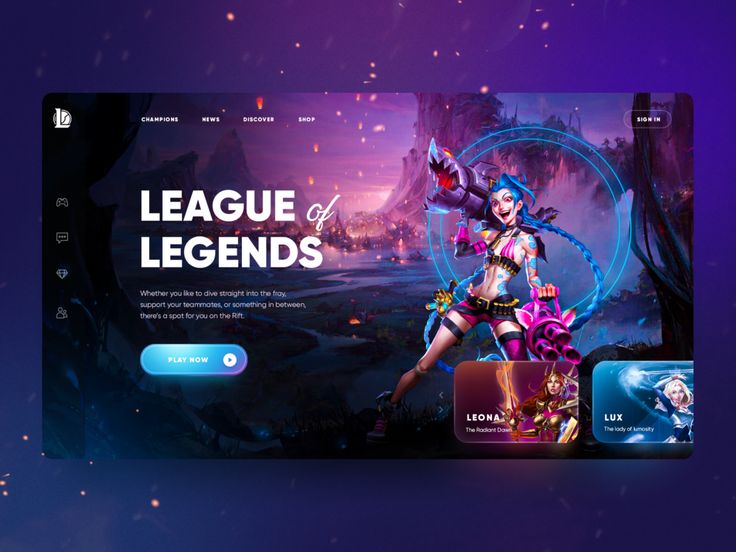 CHAMPIONS NEWS DISCOVER SHOP SIGN IN
LEAGUE of
LEGENDS
Whether you like to dive straight into the fray,
support your teammates, or something in between,
there's a spot for you on the Rift.
PLAY NOW
LEONA
The Radiant Dawn
LUX
The lady of lumosity